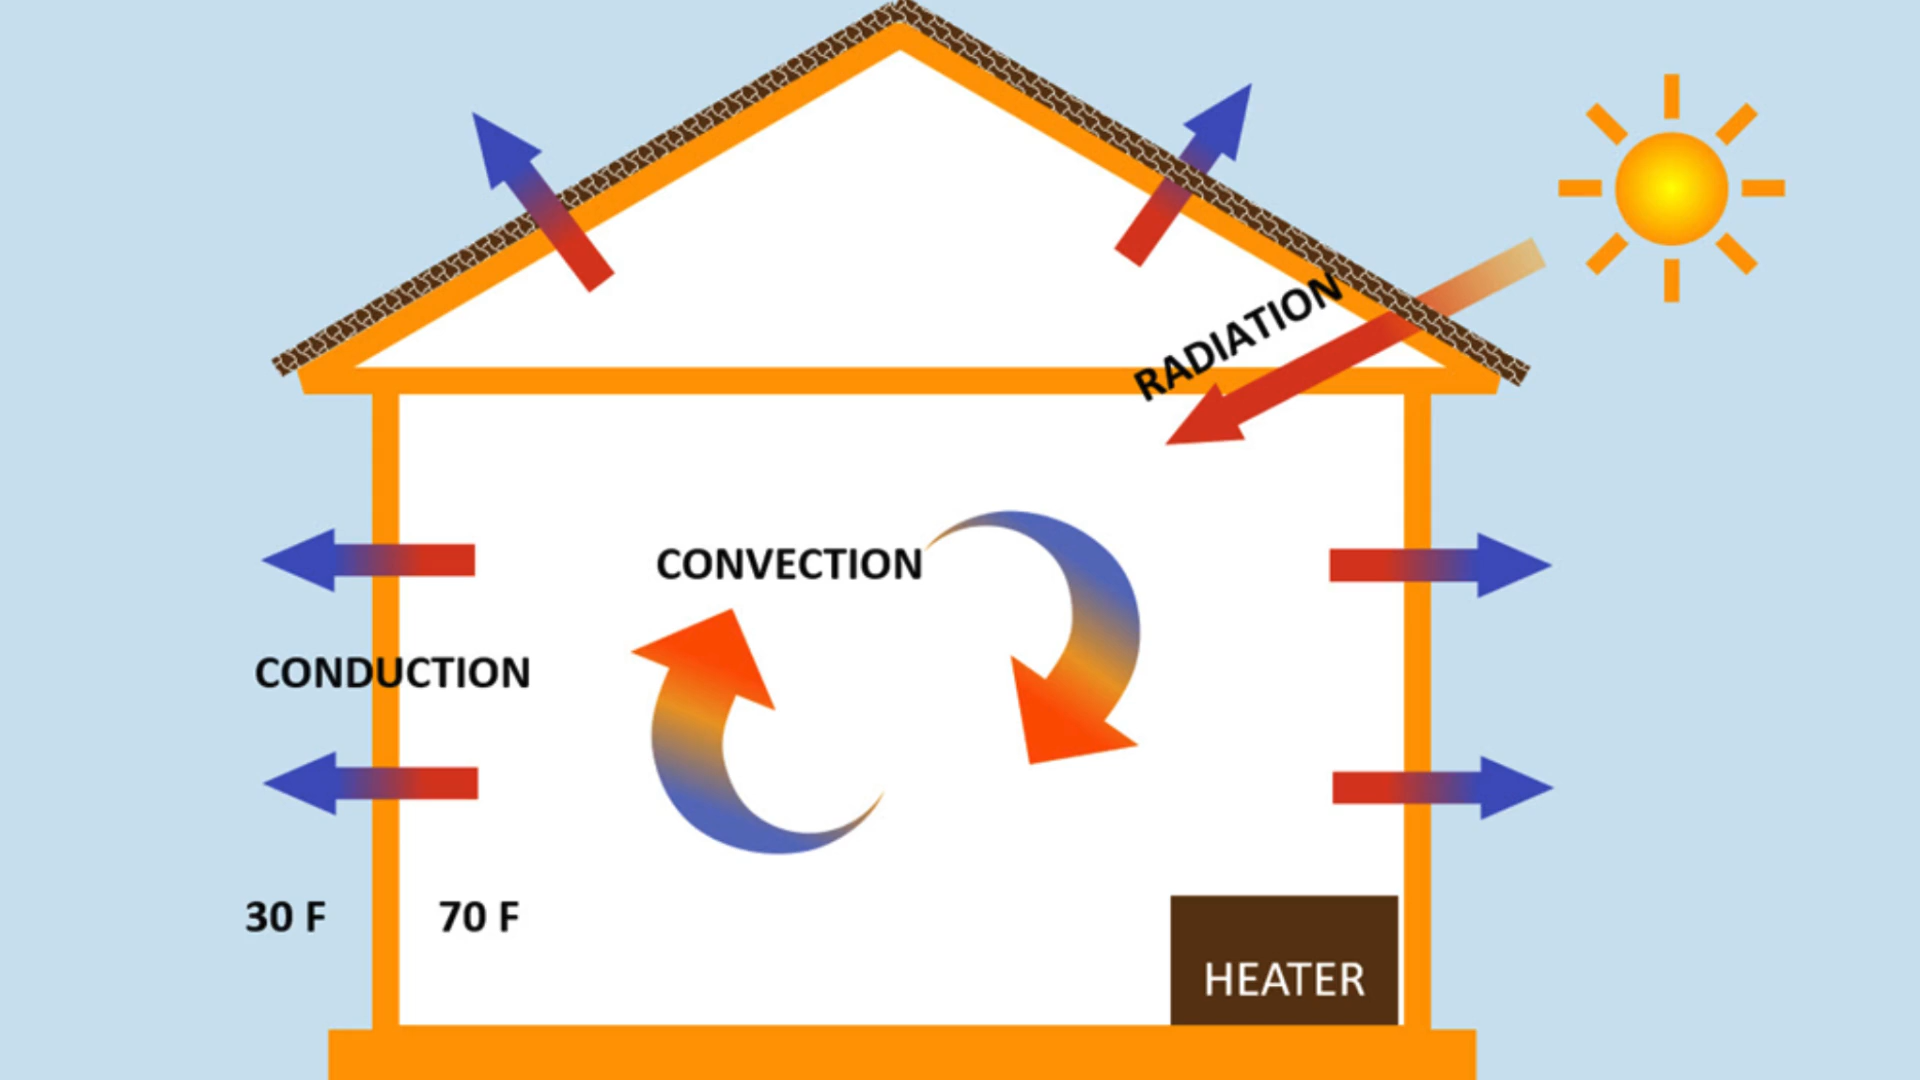 RADIATION
CONVECTION
CONDUCTION
30 F
70 F
HEATER